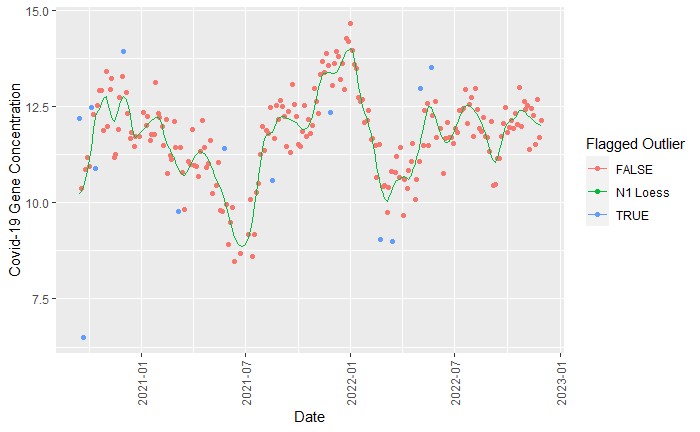 15.0
12.5
10.0
7.5
Covid-19 Gene Concentration
2021-01
2021-07
2022-01
2022-07
2023-01
Date
Flagged Outlier
FALSE
N1 Loess
TRUE